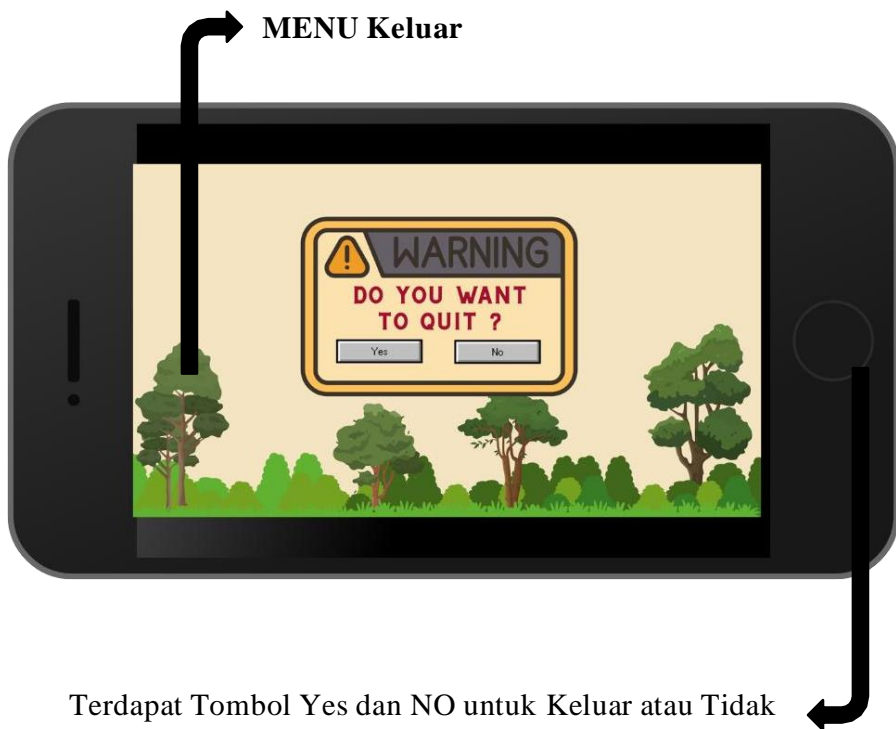 MENU Keluar
WARNING
DO YOU WANT
TO QUIT ?
Yes No
Terdapat Tombol Yes dan NO untuk Keluar atau Tidak